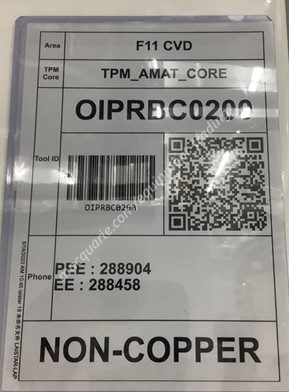 Area F11 CVD
TPM Core TPM_AMAT_CORE
OIPRBC0200
Tool ID
OIPRBC0200
Phone
PEE : 288904
EE : 288458
NON-COPPER